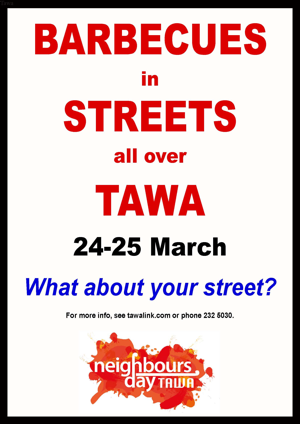 BARBECUES
in
STREETS
all over
TAWA
24-25 March
What about your street?
For more info, see tawalink.com or phone 232 5030.
neighbours
day TAWA